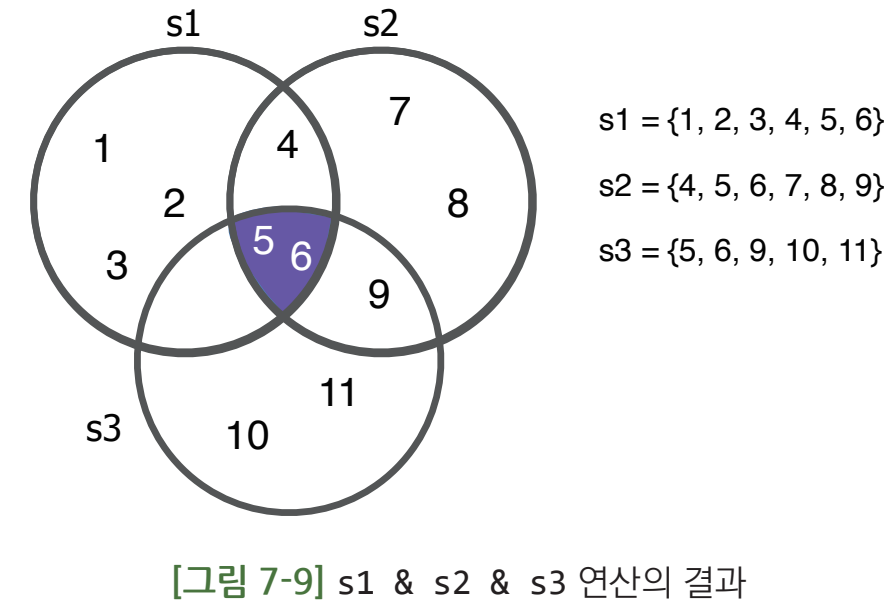 s1
s2
7
1
4
s1 = {1, 2, 3, 4, 5, 6}
2
8
s2 = {4, 5, 6, 7, 8, 9}
5
6
3
s3 = {5, 6, 9, 10, 11}
9
11
s3
10
[그림 7-9] s1 & s2 & s3 연산의 결과